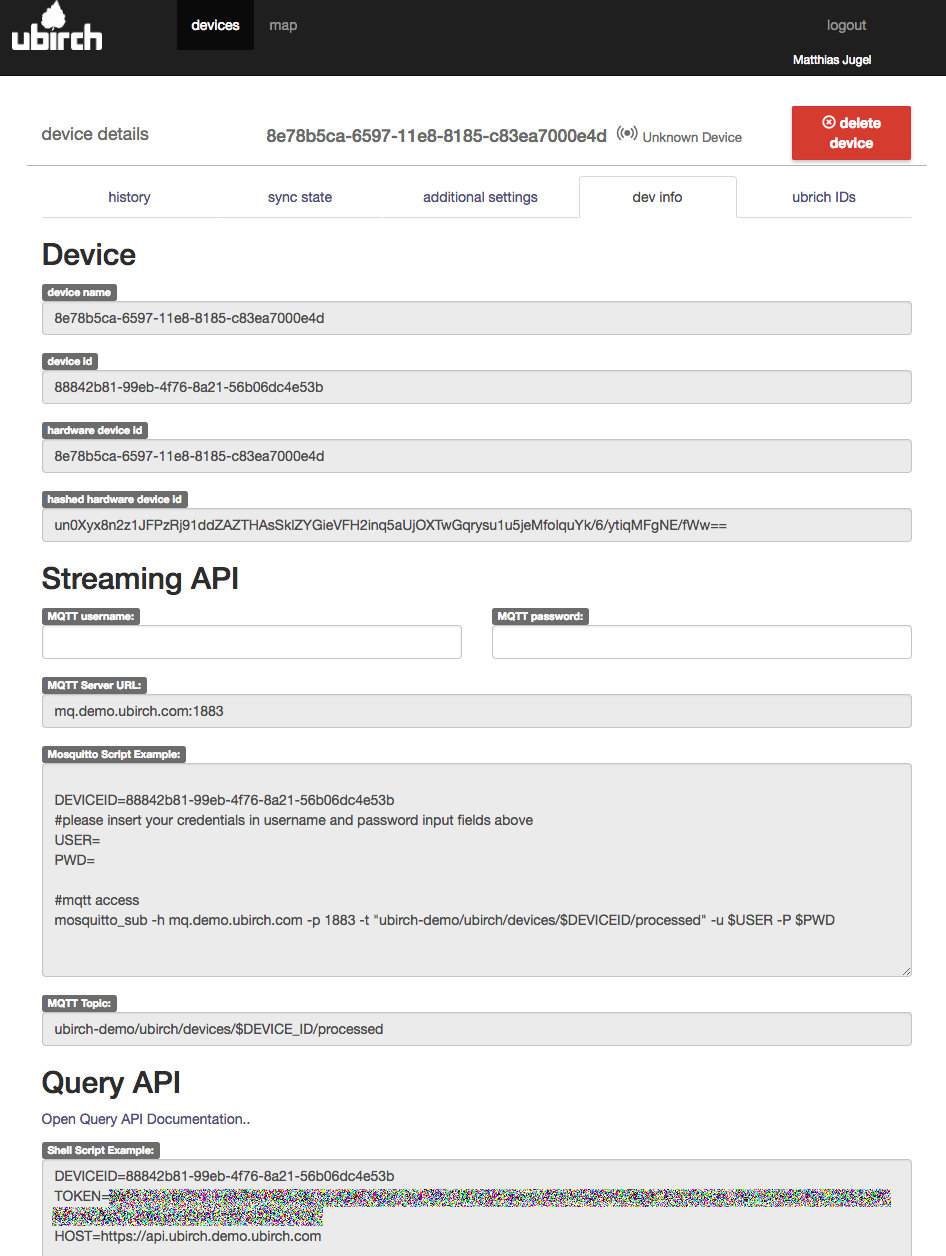 ubirch
devices
map
logout
Matthias Jugel
device details
8e78b5ca-6597-11e8-8185-c83ea7000e4d
Unknown Device
delete
device
history
sync state
additional settings
dev info
ubrich IDs
Device
device name
8e78b5ca-6597-11e8-8185-c83ea7000e4d
device id
88842b81-99eb-4f76-8a21-56b06dc4e53b
hardware device id
8e78b5ca-6597-11e8-8185-c83ea7000e4d
hashed hardware device id
un0Xyx8n2z1JFPzRj91ddZAZTHAsSklZYGieVFH2inq5aUjOXTwGqrysu1u5jeMfolquYk/6/ytiqMFgNE/fWw==
Streaming API
MQTT username:
MQTT password:
MQTT Server URL:
mq.demo.ubirch.com:1883
Mosquitto Script Example:
DEVICEID=88842b81-99eb-4f76-8a21-56b06dc4e53b
#please insert your credentials in username and password input fields above
USER=
PWD=
#mqtt access
mosquitto_sub -h mq.demo.ubirch.com -p 1883 -t "ubirch-demo/ubirch/devices/$DEVICEID/processed" -u $USER -P $PWD
MQTT Topic:
ubirch-demo/ubirch/devices/$DEVICE_ID/processed
Query API
Open Query API Documentation..
Shell Script Example:
DEVICEID=88842b81-99eb-4f76-8a21-56b06dc4e53b
TOKEN=
HOST=https://api.ubirch.demo.ubirch.com